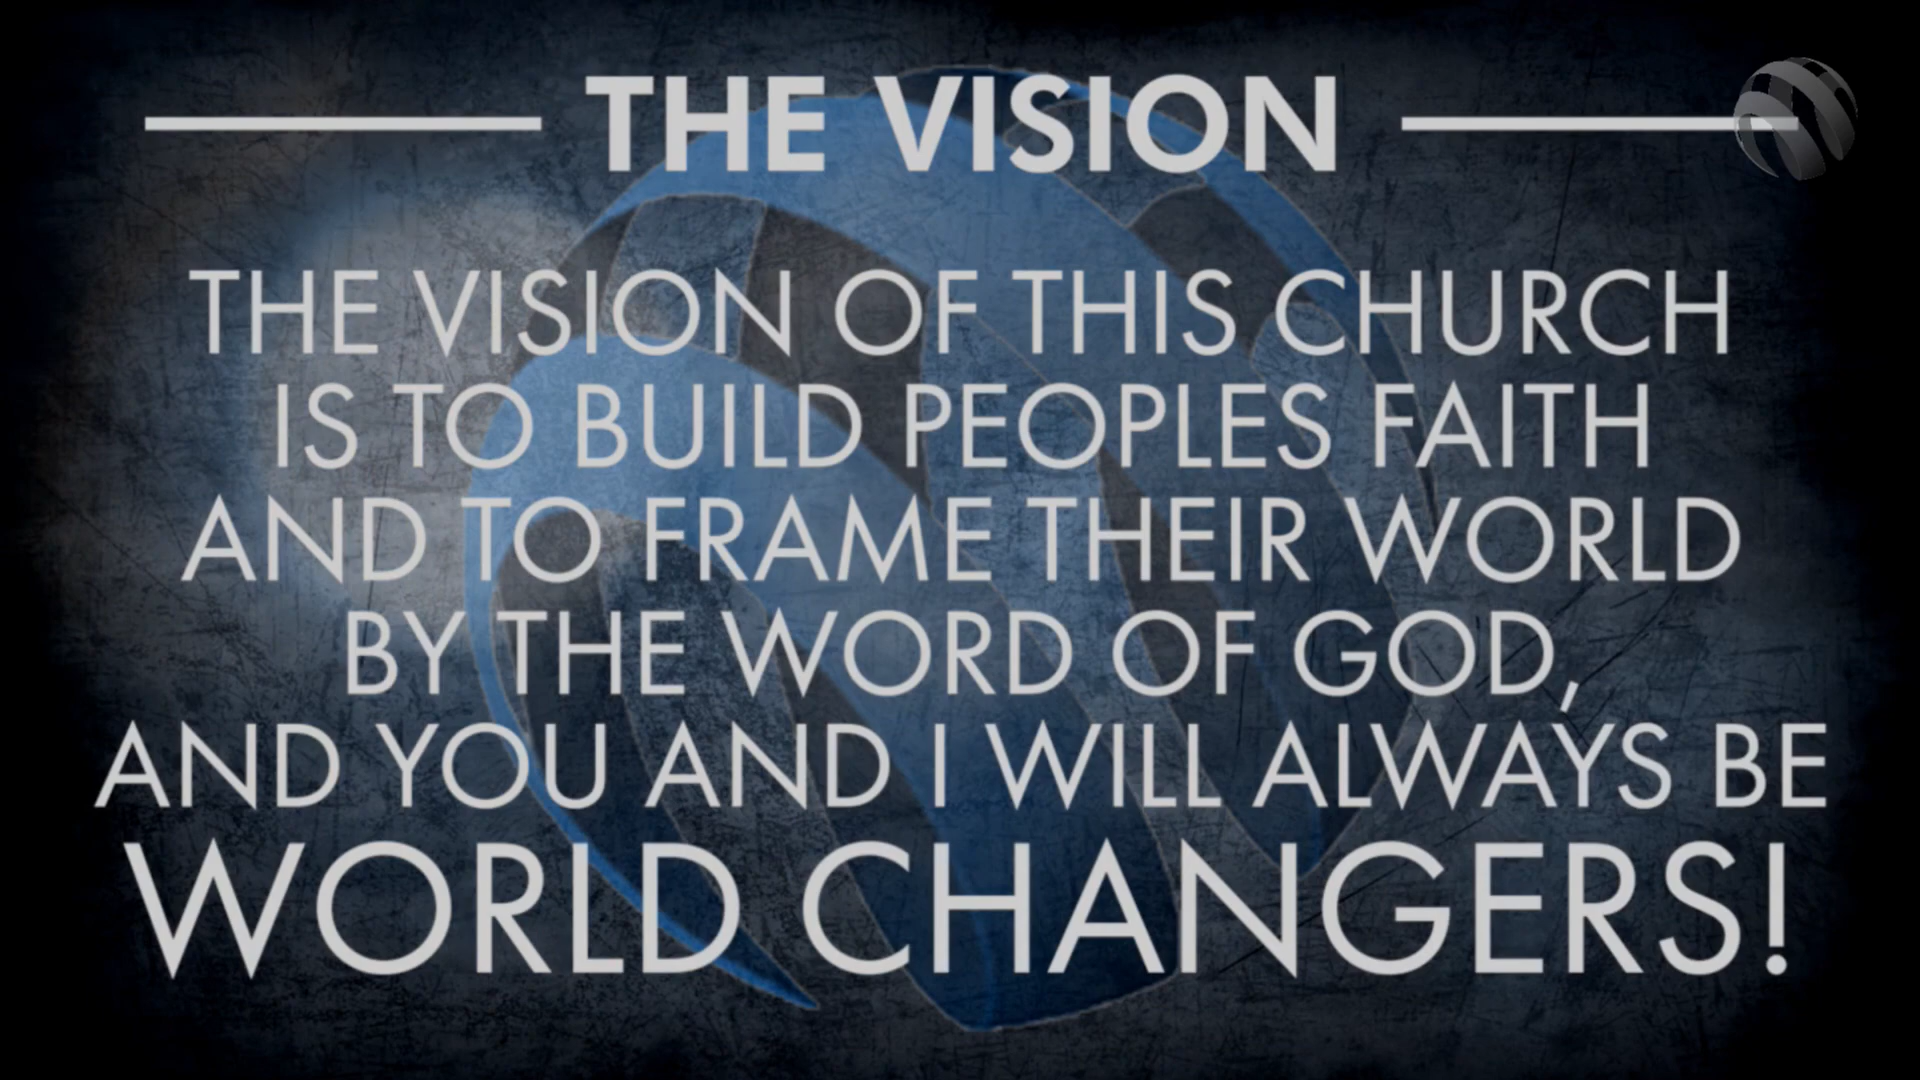 THE VISION
THE VISION OF THIS CHURCH
IS TO BUILD PEOPLES FAITH
AND TO FRAME THEIR WORLD
BY THE WORD OF GOD,
AND YOU AND I WILL ALWAYS BE
WORLD CHANGERS!